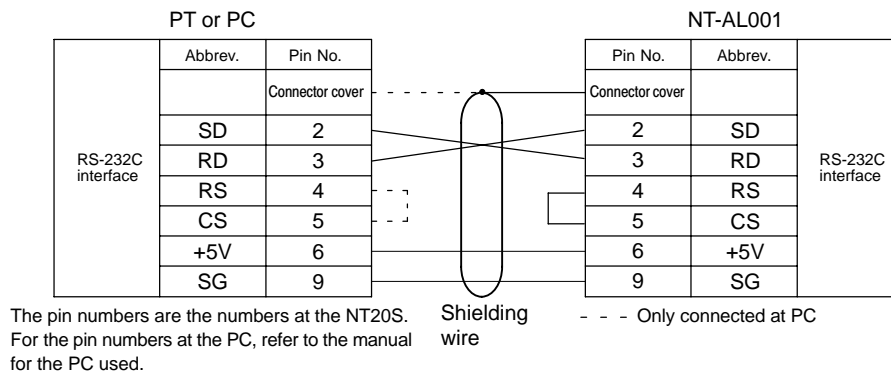 PT or PC
NT-AL001
Abbrev. Pin No.
Pin No. Abbrev.
Connector cover
Connector cover
SD 2
2 SD
RS-232C interface
RD 3
3 RD
RS-232C interface
RS 4
4 RS
CS 5
5 CS
+5V 6
6 +5V
SG 9
9 SG
The pin numbers are the numbers at the NT20S.
For the pin numbers at the PC, refer to the manual
for the PC used.
Shielding
wire
- - - Only connected at PC